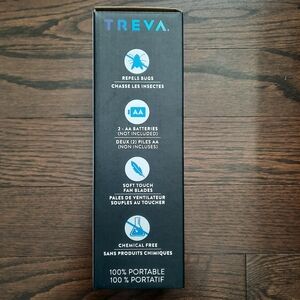 TREVA.
REPELS BUGS
CHASSE LES INSECTES
AA
2 - AA BATTERIES
(NOT INCLUDED)
DEUX (2) PILES AA
(NON INCLUSES)
SOFT TOUCH
FAN BLADES
PALES DE VENTILATEUR
SOUPLES AU TOUCHER
CHEMICAL FREE
SANS PRODUITS CHIMIQUES
100% PORTABLE
100 % PORTATIF